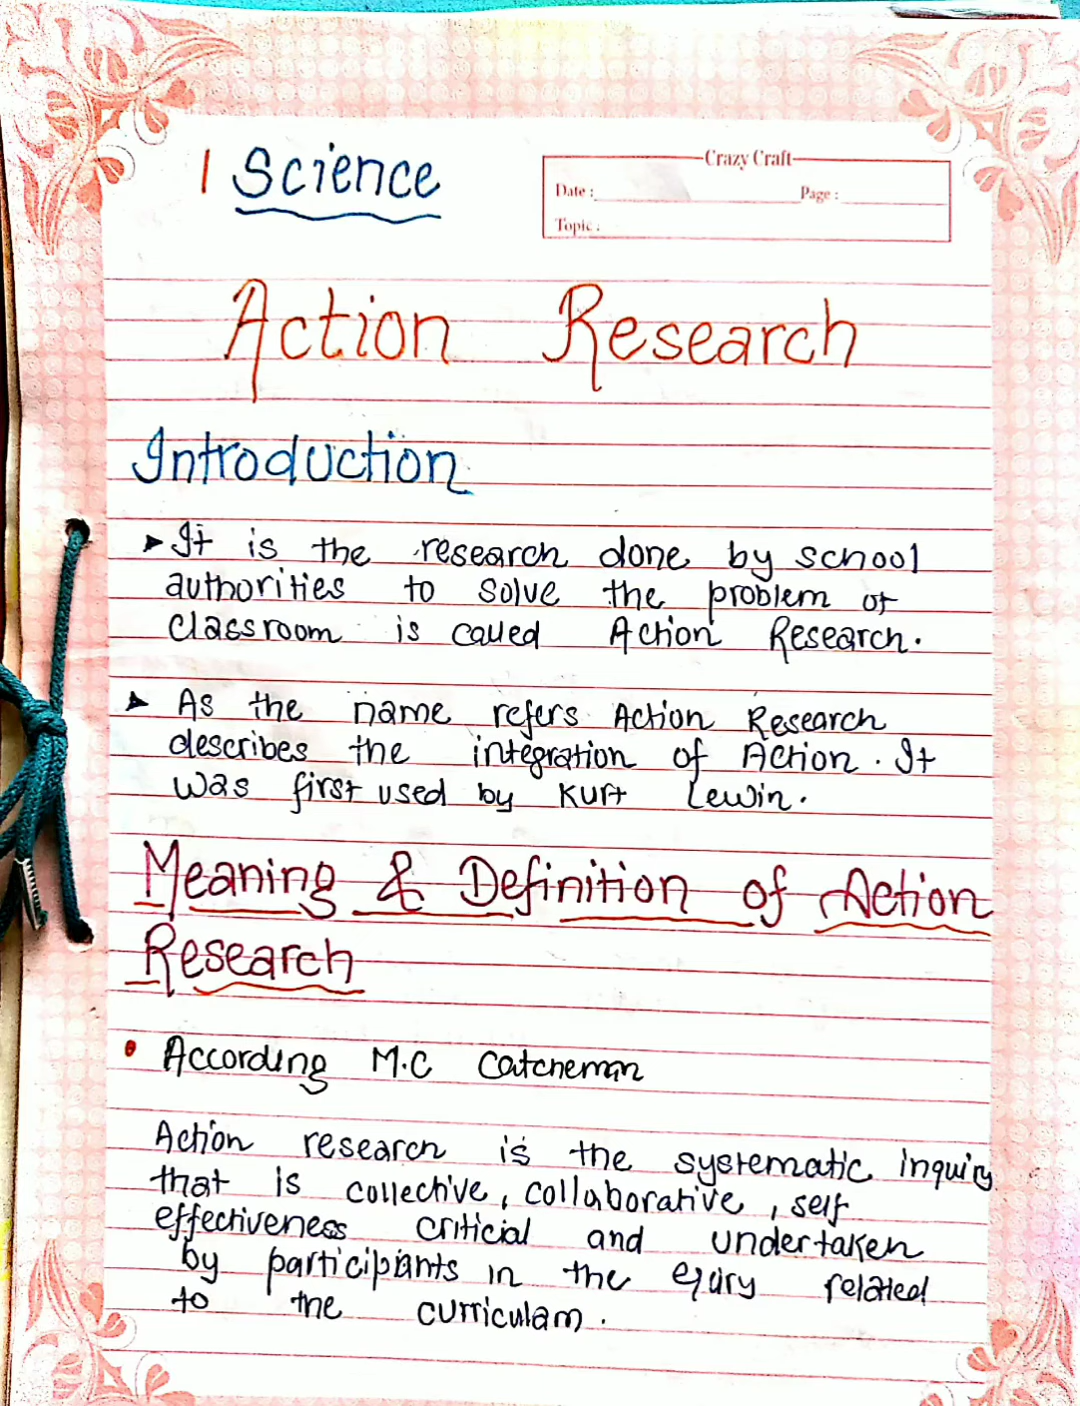 1 Science
Crazy Craft
Date :
Page :
Topic :
Action Research
Introduction
➤ It is the research done by school
authorities to solve the problem of
classroom is called Action Research.
➤ As the name refers Action Research
describes the integration of Action. It
was first used by Kurt Lewin.
Meaning & Definition of Action
Research
• According M.C Catcheman
Action research is the systematic inquiry
that is collective, collaborative, self
effectiveness criticial and undertaken
by participants in the equry related
to the curriculam.